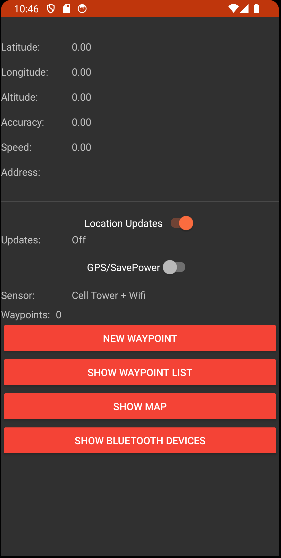 10:46
Latitude: 0.00
Longitude: 0.00
Altitude: 0.00
Accuracy: 0.00
Speed: 0.00
Address:
Location Updates
Updates: Off
GPS/SavePower
Sensor: Cell Tower + Wifi
Waypoints: 0
NEW WAYPOINT
SHOW WAYPOINT LIST
SHOW MAP
SHOW BLUETOOTH DEVICES